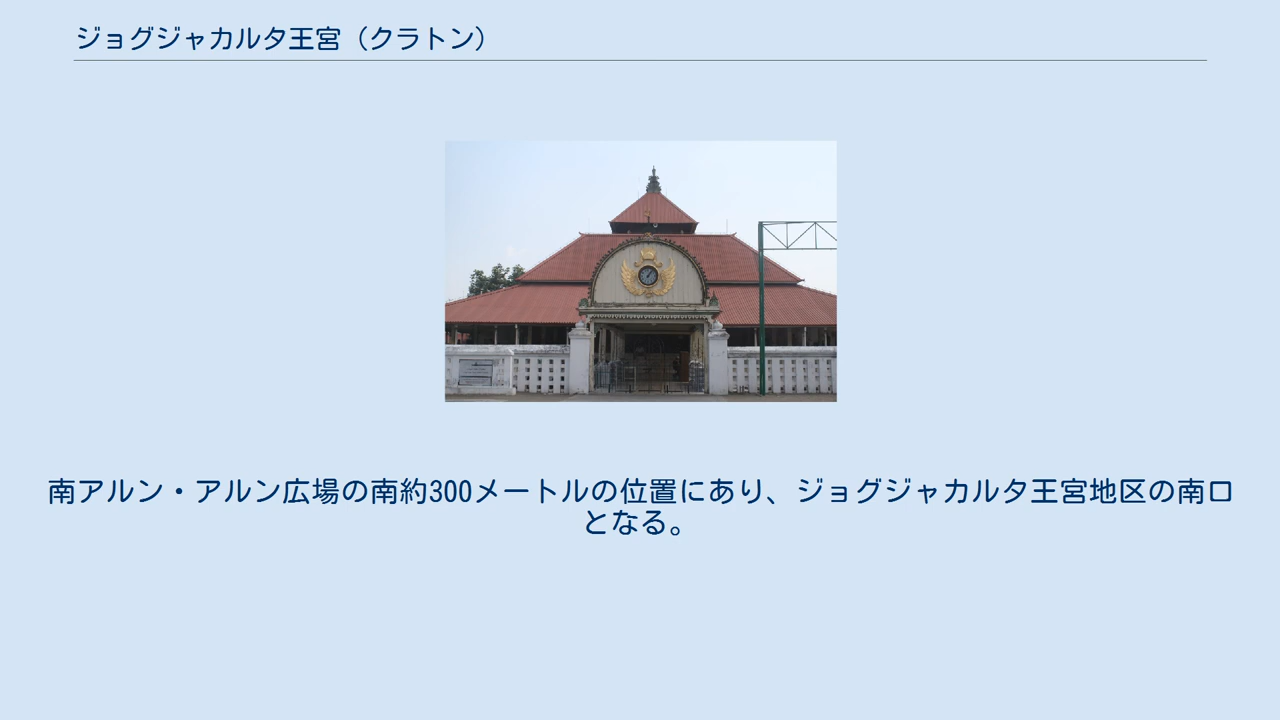 ジョグジャカルタ王宮（クラトン）
南アルン・アルン広場の南約300メートルの位置にあり、ジョグジャカルタ王宮地区の南口
となる。